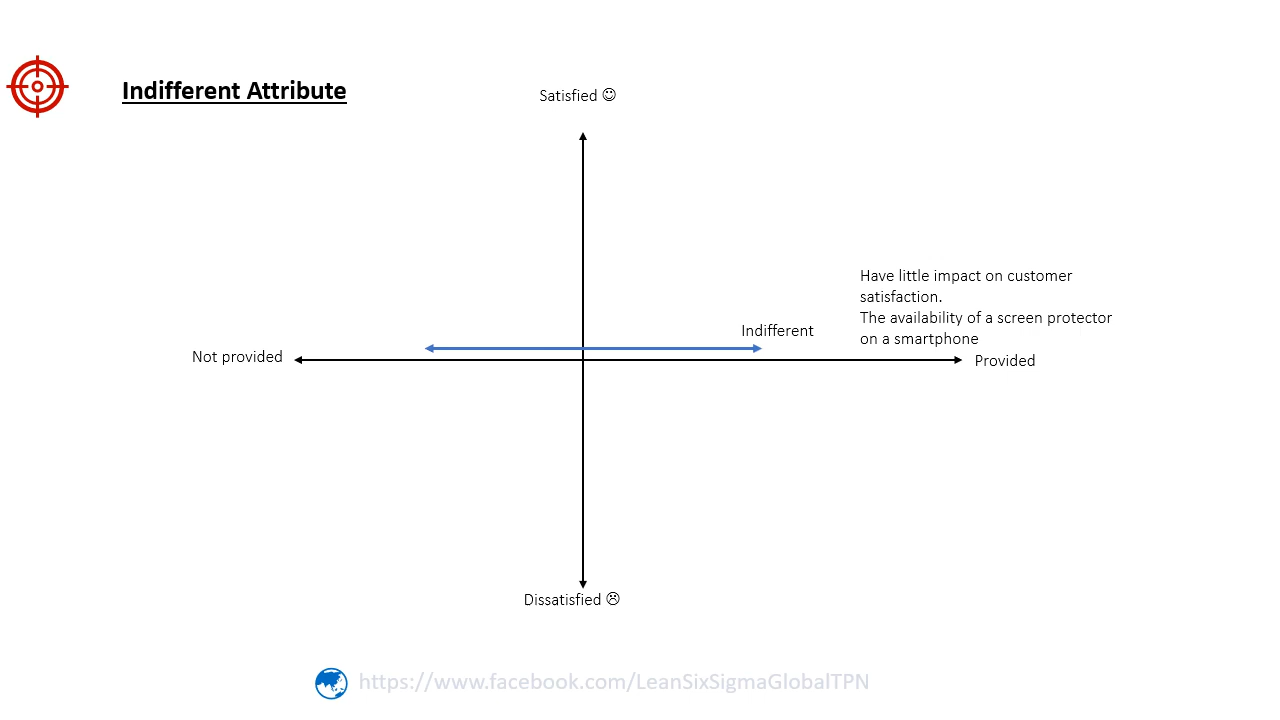 Indifferent Attribute
Satisfied ☺
Have little impact on customer
satisfaction.
The availability of a screen protector
on a smartphone
Indifferent
Not provided
Provided
Dissatisfied ☹
https://www.facebook.com/LeanSixSigmaGlobalTPN